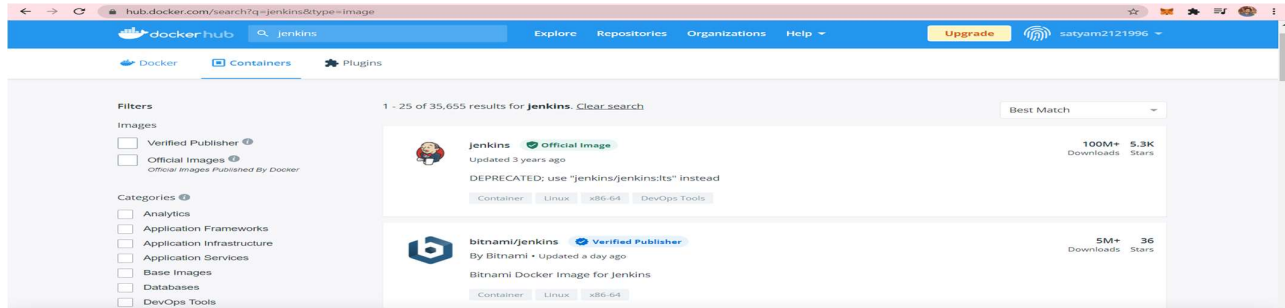 hub.docker.com/search?q=jenkins&type=image
dockerhub jenkins Explore Repositories Organizations Help Upgrade satyam2121996
Docker Containers Plugins
Filters
1 - 25 of 35,655 results for jenkins. Clear search
Best Match
Images
Verified Publisher
Official Images
Official Images Published By Docker
Categories
Analytics
Application Frameworks
Application Infrastructure
Application Services
Base Images
Databases
DevOps Tools
jenkins Official Image
Updated 3 years ago
DEPRECATED; use "jenkins/jenkins:lts" instead
Container Linux x86-64 DevOps Tools
100M+ 5.3K
Downloads Stars
bitnami/jenkins Verified Publisher
By Bitnami • Updated a day ago
Bitnami Docker Image for Jenkins
Container Linux x86-64
5M+ 36
Downloads Stars